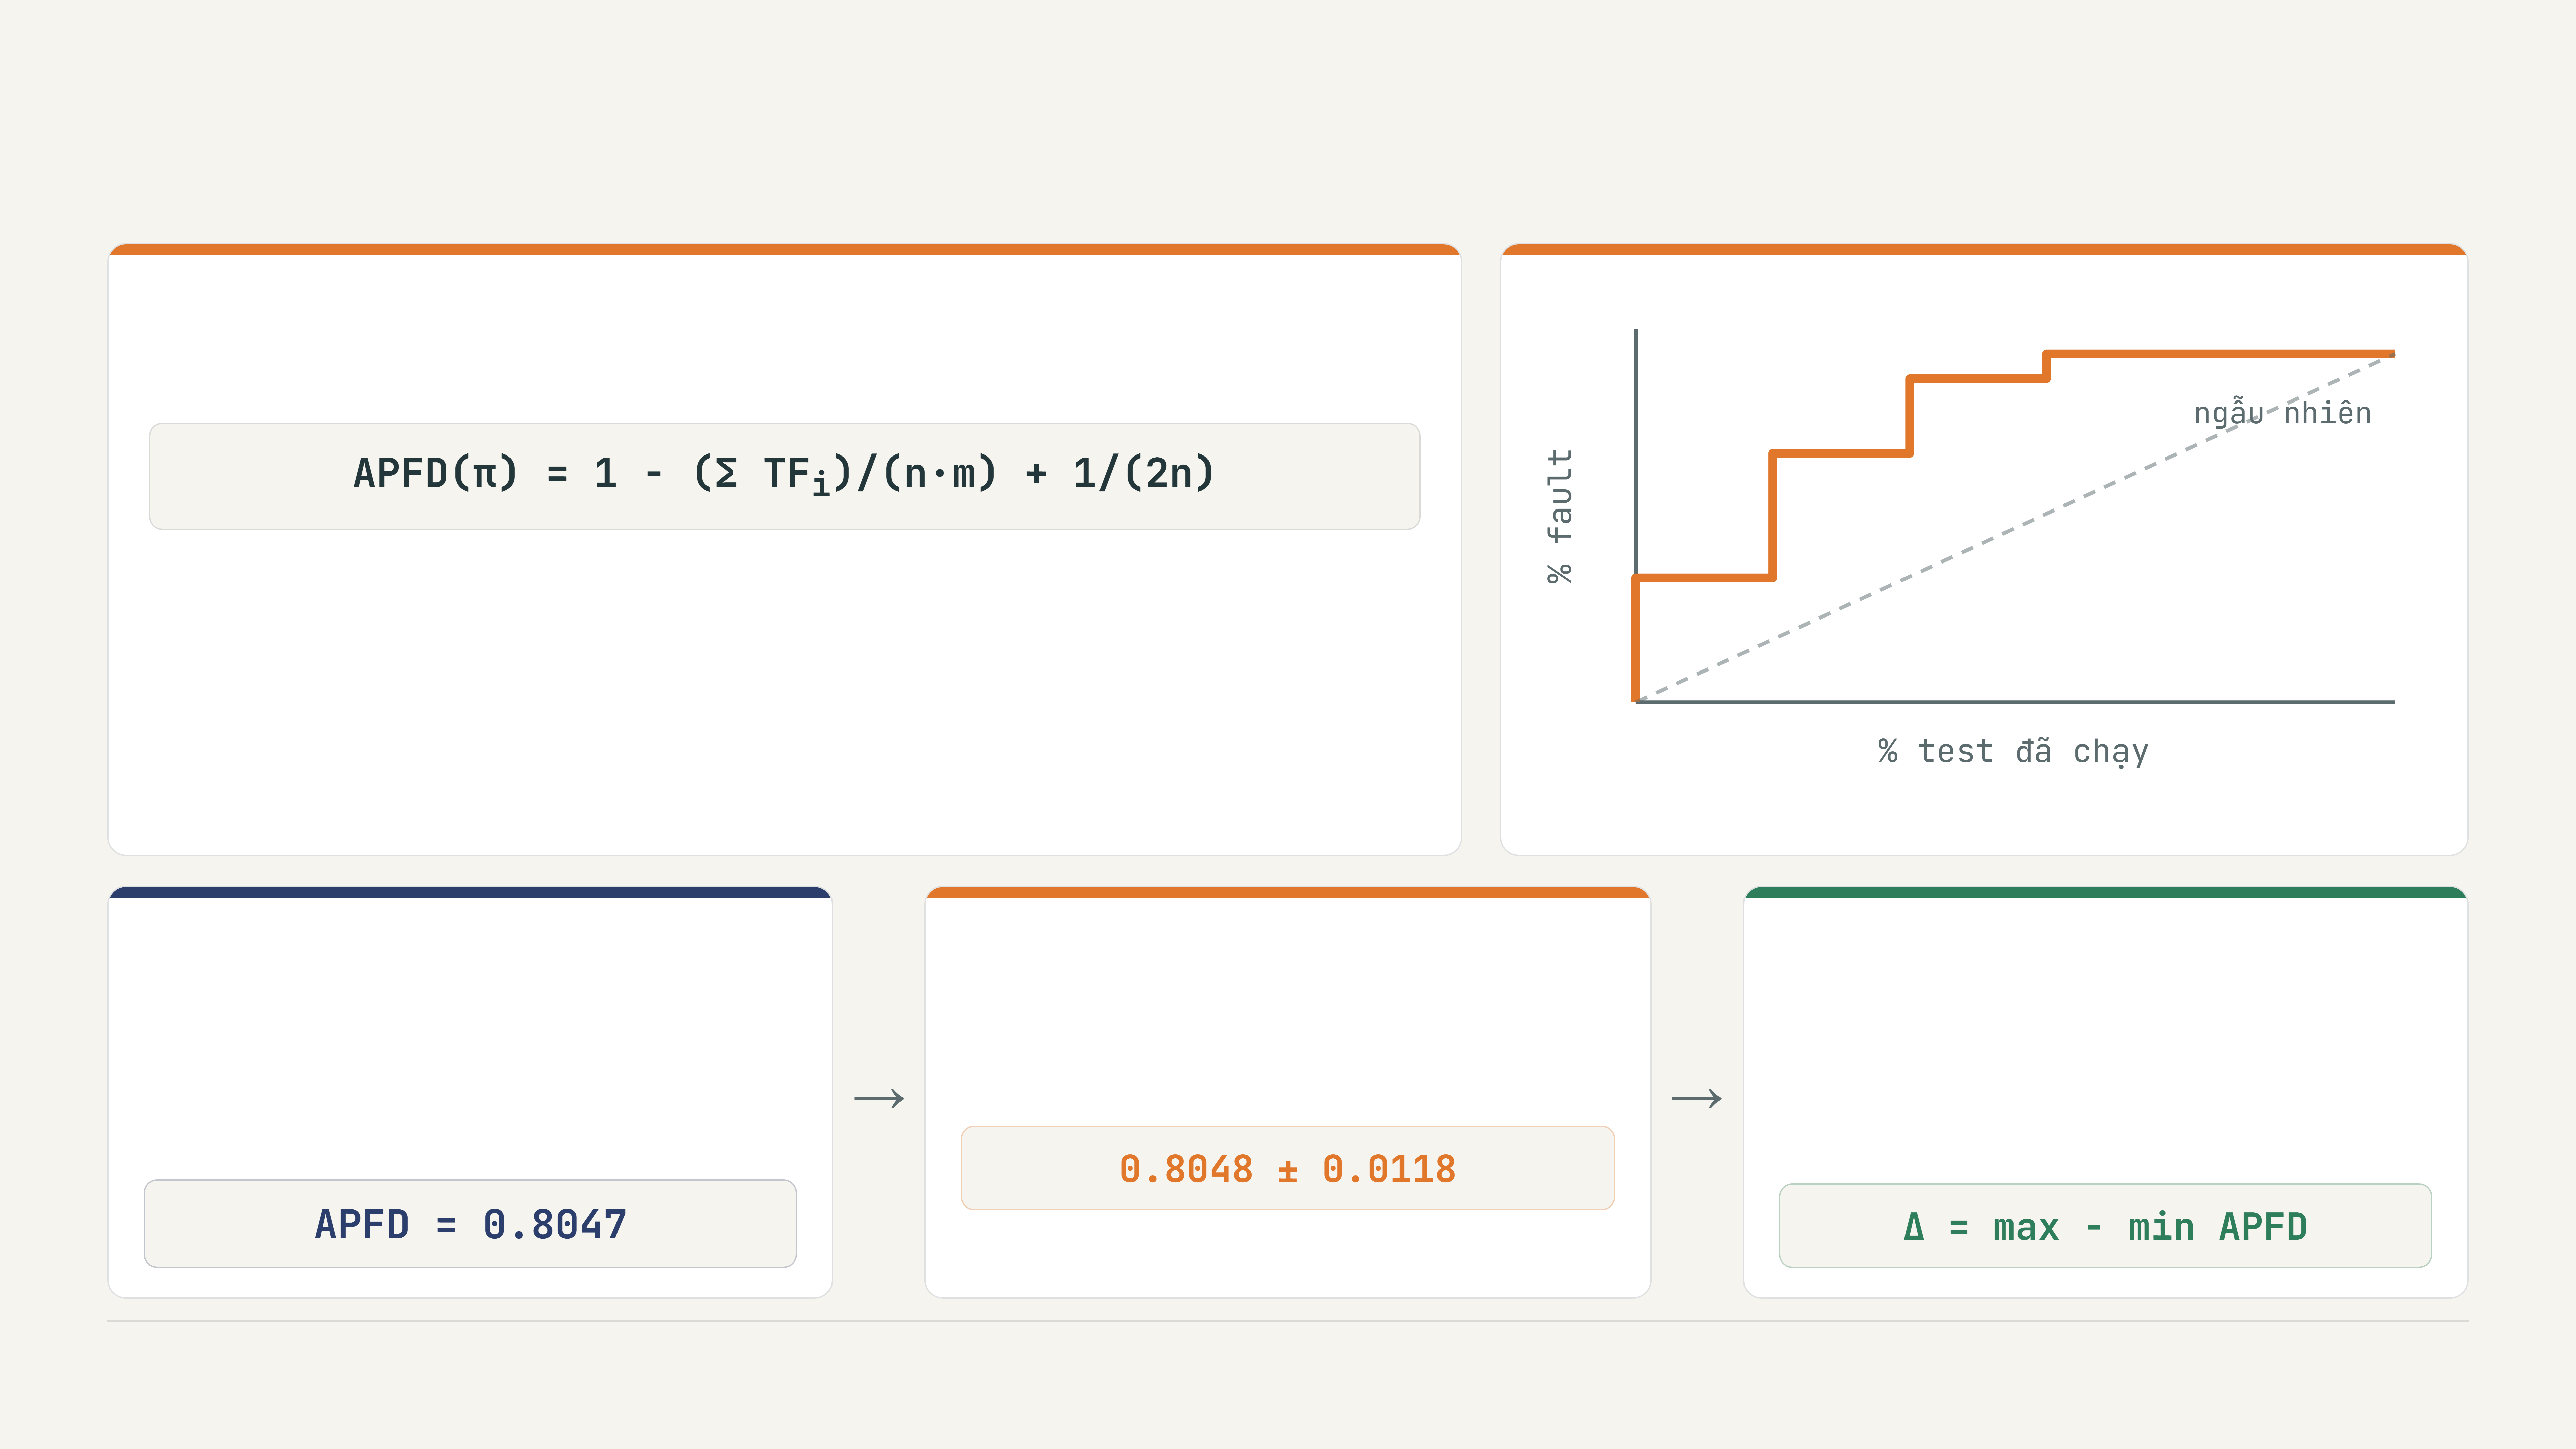 APFD(π) = 1 - (Σ TFi)/(n·m) + 1/(2n)
% fault
ngẫu nhiên
% test đã chạy
APFD = 0.8047
→
0.8048 ± 0.0118
→
Δ = max - min APFD